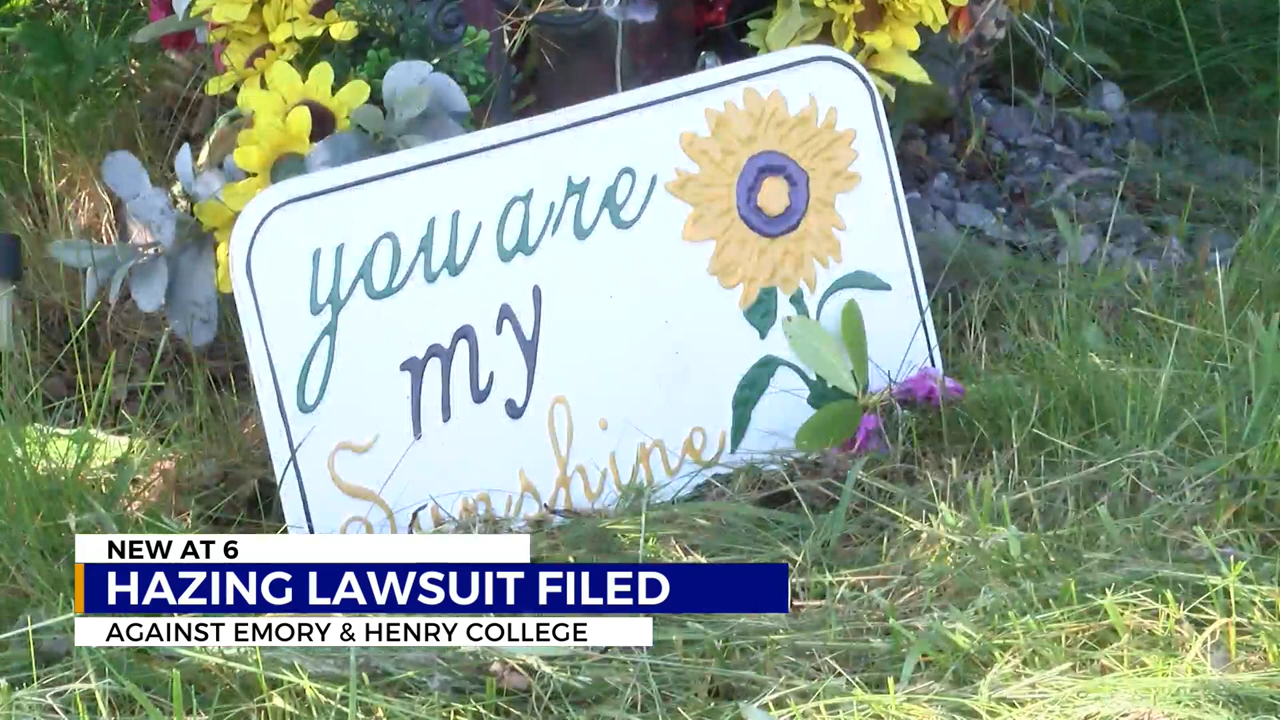 you are
my
Sunshine
NEW AT 6
HAZING LAWSUIT FILED
AGAINST EMORY & HENRY COLLEGE